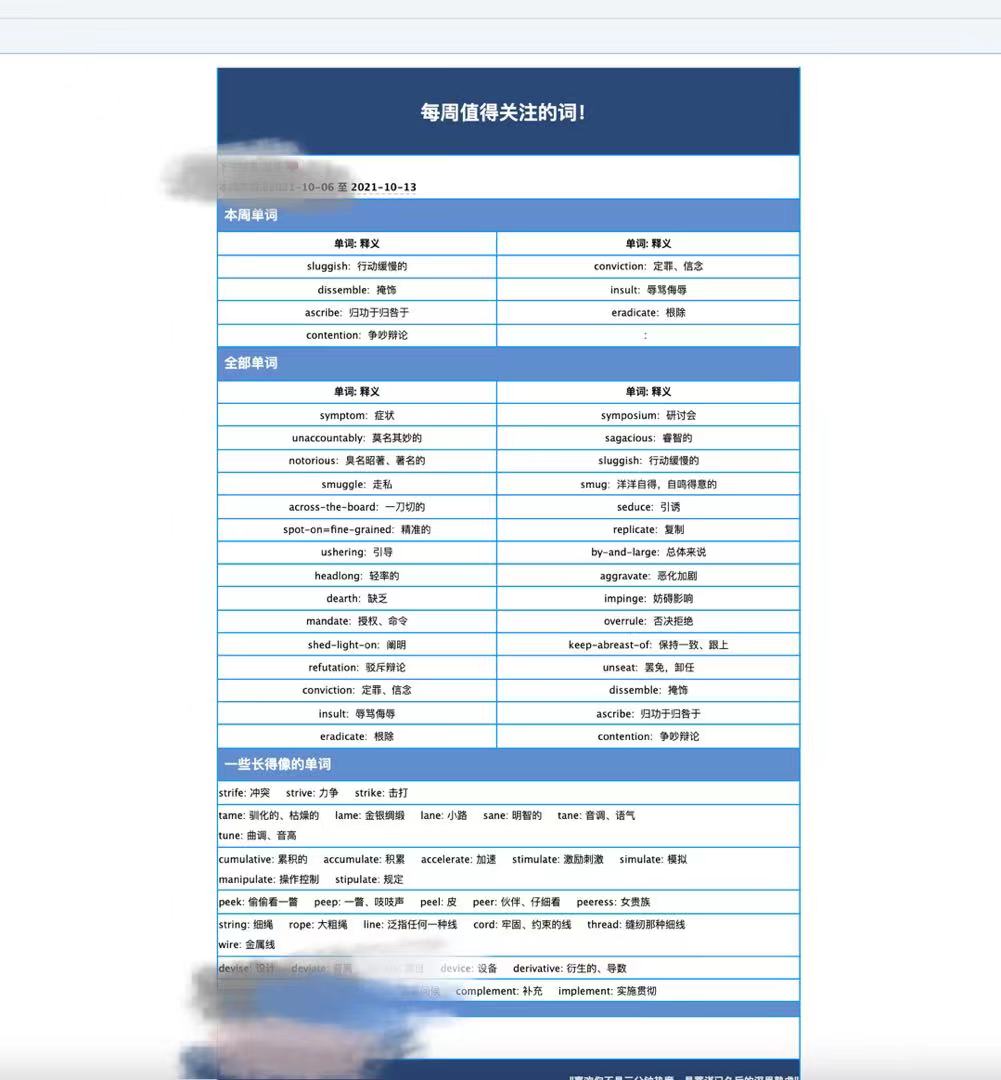 每周值得关注的词!
10-06 至 2021-10-13
本周单词
单词: 释义 单词: 释义
sluggish: 行动缓慢的 conviction: 定罪、信念
dissemble: 掩饰 insult: 辱骂侮辱
ascribe: 归功于归咎于 eradicate: 根除
contention: 争吵辩论 :
全部单词
单词: 释义 单词: 释义
symptom: 症状 symposium: 研讨会
unaccountably: 莫名其妙的 sagacious: 睿智的
notorious: 臭名昭著、著名的 sluggish: 行动缓慢的
smuggle: 走私 smug: 洋洋自得，自鸣得意的
across-the-board: 一刀切的 seduce: 引诱
spot-on=fine-grained: 精准的 replicate: 复制
ushering: 引导 by-and-large: 总体来说
headlong: 轻率的 aggravate: 恶化加剧
dearth: 缺乏 impinge: 妨碍影响
mandate: 授权、命令 overrule: 否决拒绝
shed-light-on: 阐明 keep-abreast-of: 保持一致、跟上
refutation: 驳斥辩论 unseat: 罢免，卸任
conviction: 定罪、信念 dissemble: 掩饰
insult: 辱骂侮辱 ascribe: 归功于归咎于
eradicate: 根除 contention: 争吵辩论
一些长得像的单词
strife: 冲突 strive: 力争 strike: 击打
tame: 驯化的、枯燥的 lame: 金银绸缎 lane: 小路 sane: 明智的 tane: 音调、语气
tune: 曲调、音高
cumulative: 累积的 accumulate: 积累 accelerate: 加速 stimulate: 激励刺激 simulate: 模拟
manipulate: 操作控制 stipulate: 规定
peek: 偷偷看一瞥 peep: 一瞥、吱吱声 peel: 皮 peer: 伙伴、仔细看 peeress: 女贵族
string: 细绳 rope: 大粗绳 line: 泛指任何一种线 cord: 牢固、约束的线 thread: 缝纫那种细线
wire: 金属线
devise: 设计 deviate: device: 设备 derivative: 衍生的、导数
问候 complement: 补充 implement: 实施贯彻